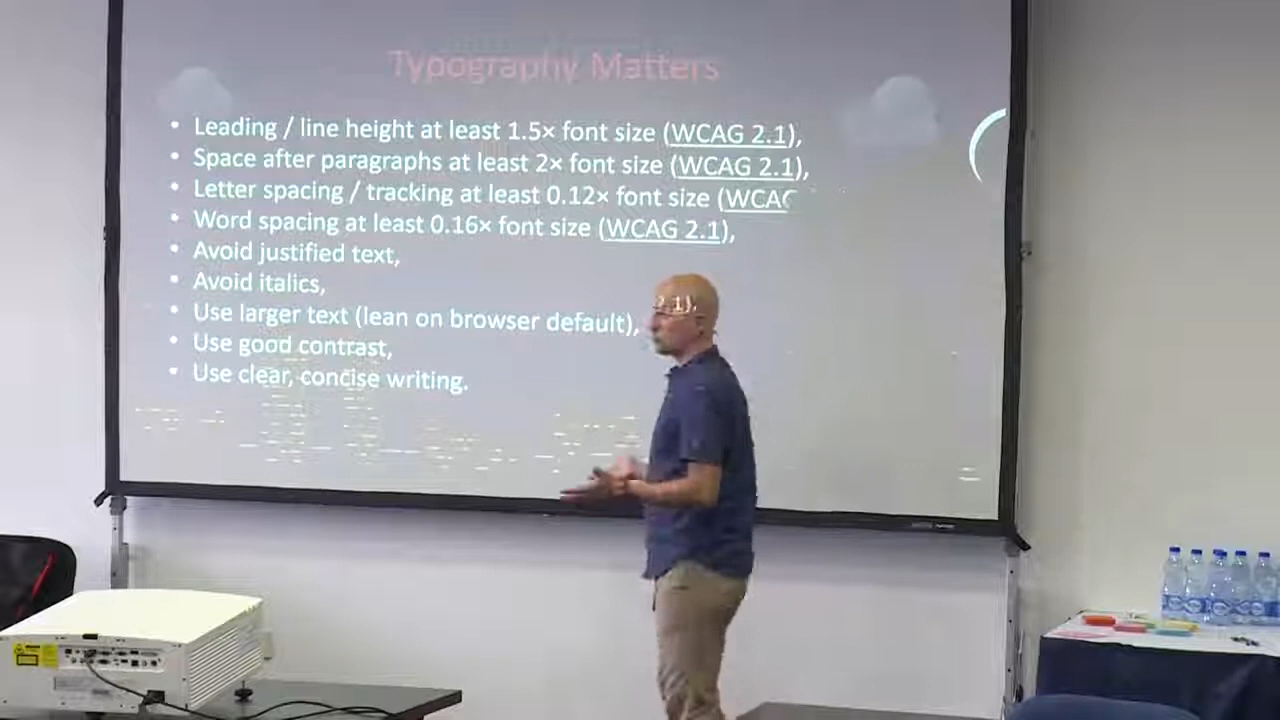 Typography Matters
• Leading / line height at least 1.5× font size (WCAG 2.1),
• Space after paragraphs at least 2× font size (WCAG 2.1),
• Letter spacing / tracking at least 0.12× font size (WCAG 2.1),
• Word spacing at least 0.16× font size (WCAG 2.1),
• Avoid justified text,
• Avoid italics,
• Use larger text (lean on browser default),
• Use good contrast,
• Use clear, concise writing.